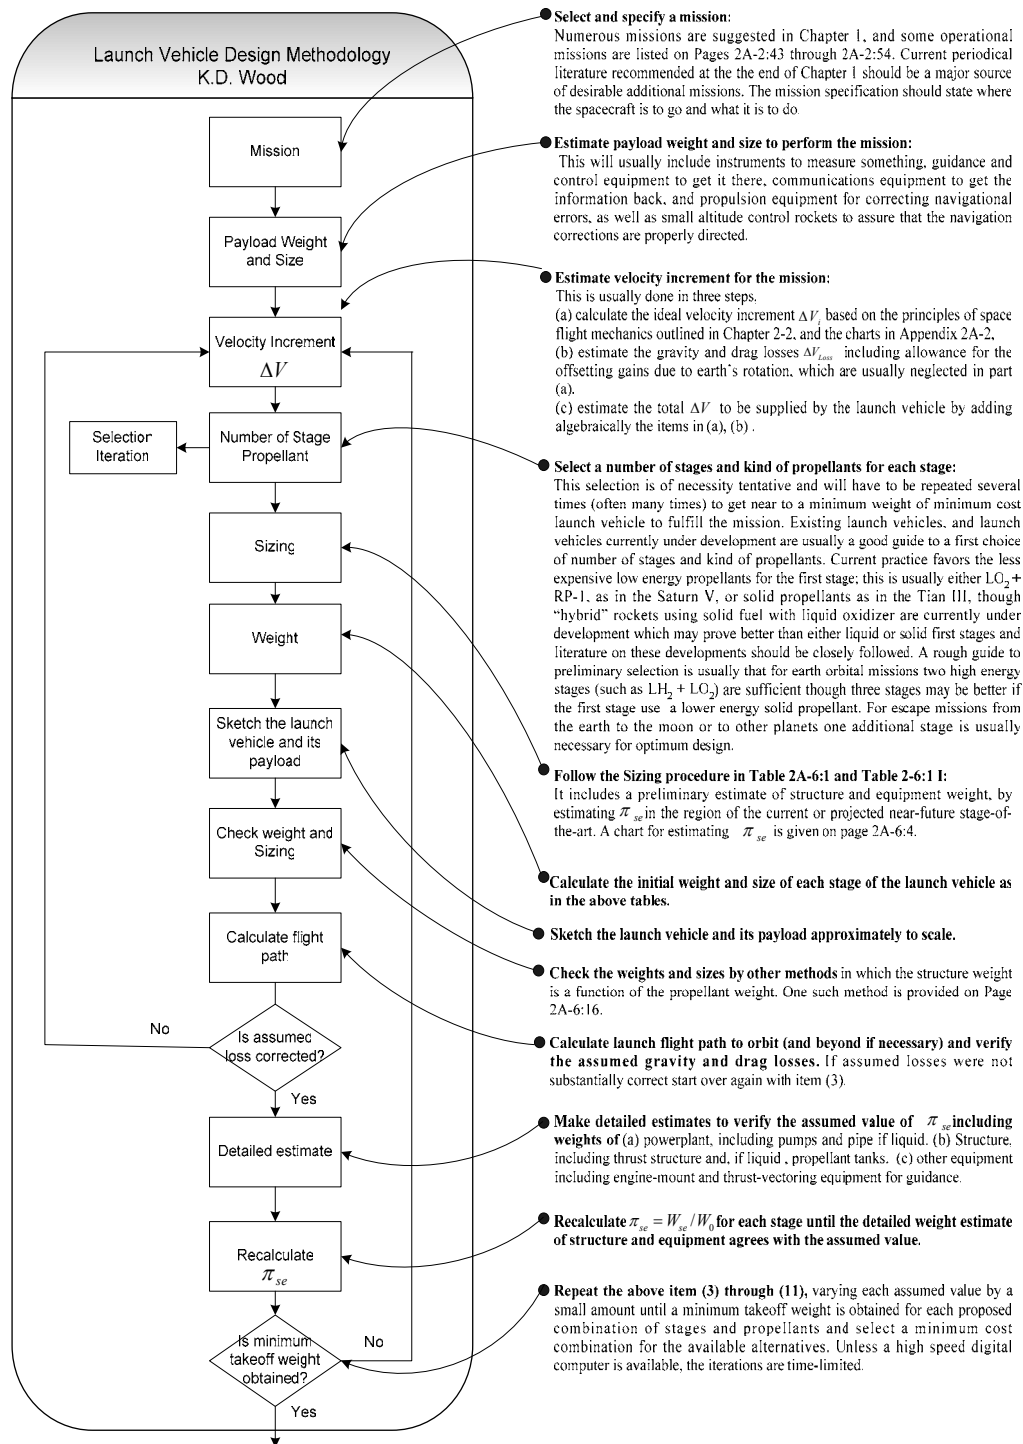 Launch Vehicle Design Methodology
K.D. Wood
Mission
Payload Weight
and Size
Velocity Increment
ΔV
Number of Stage
Propellant
Selection
Iteration
Sizing
Weight
Sketch the launch
vehicle and its
payload
Check weight and
Sizing
Calculate flight
path
Is assumed
loss corrected?
No
Yes
Detailed estimate
Recalculate
π se
Is minimum
takeoff weight
obtained?
No
Yes
Select and specify a mission:
Numerous missions are suggested in Chapter 1, and some operational
missions are listed on Pages 2A-2:43 through 2A-2:54. Current periodical
literature recommended at the the end of Chapter 1 should be a major source
of desirable additional missions. The mission specification should state where
the spacecraft is to go and what it is to do.
Estimate payload weight and size to perform the mission:
This will usually include instruments to measure something, guidance and
control equipment to get it there, communications equipment to get the
information back, and propulsion equipment for correcting navigational
errors, as well as small altitude control rockets to assure that the navigation
corrections are properly directed.
Estimate velocity increment for the mission:
This is usually done in three steps.
(a) calculate the ideal velocity increment ΔVi based on the principles of space
flight mechanics outlined in Chapter 2-2, and the charts in Appendix 2A-2,
(b) estimate the gravity and drag losses ΔVLoss including allowance for the
offsetting gains due to earth`s rotation, which are usually neglected in part
(a).
(c) estimate the total ΔV to be supplied by the launch vehicle by adding
algebraically the items in (a), (b) .
Select a number of stages and kind of propellants for each stage:
This selection is of necessity tentative and will have to be repeated several
times (often many times) to get near to a minimum weight of minimum cost
launch vehicle to fulfill the mission. Existing launch vehicles, and launch
vehicles currently under development are usually a good guide to a first choice
of number of stages and kind of propellants. Current practice favors the less
expensive low energy propellants for the first stage; this is usually either LO2 +
RP-1, as in the Saturn V, or solid propellants as in the Tian III, though
“hybrid” rockets using solid fuel with liquid oxidizer are currently under
development which may prove better than either liquid or solid first stages and
literature on these developments should be closely followed. A rough guide to
preliminary selection is usually that for earth orbital missions two high energy
stages (such as LH2 + LO2) are sufficient though three stages may be better if
the first stage use a lower energy solid propellant. For escape missions from
the earth to the moon or to other planets one additional stage is usually
necessary for optimum design.
Follow the Sizing procedure in Table 2A-6:1 and Table 2-6:1 I:
It includes a preliminary estimate of structure and equipment weight, by
estimating π se in the region of the current or projected near-future stage-of-
the-art. A chart for estimating π se is given on page 2A-6:4.
Calculate the initial weight and size of each stage of the launch vehicle as
in the above tables.
Sketch the launch vehicle and its payload approximately to scale.
Check the weights and sizes by other methods in which the structure weight
is a function of the propellant weight. One such method is provided on Page
2A-6:16.
Calculate launch flight path to orbit (and beyond if necessary) and verify
the assumed gravity and drag losses. If assumed losses were not
substantially correct start over again with item (3).
Make detailed estimates to verify the assumed value of π se including
weights of (a) powerplant, including pumps and pipe if liquid. (b) Structure,
including thrust structure and, if liquid , propellant tanks. (c) other equipment
including engine-mount and thrust-vectoring equipment for guidance.
Recalculate π se = W se / W0 for each stage until the detailed weight estimate
of structure and equipment agrees with the assumed value.
Repeat the above item (3) through (11), varying each assumed value by a
small amount until a minimum takeoff weight is obtained for each proposed
combination of stages and propellants and select a minimum cost
combination for the available alternatives. Unless a high speed digital
computer is available, the iterations are time-limited.